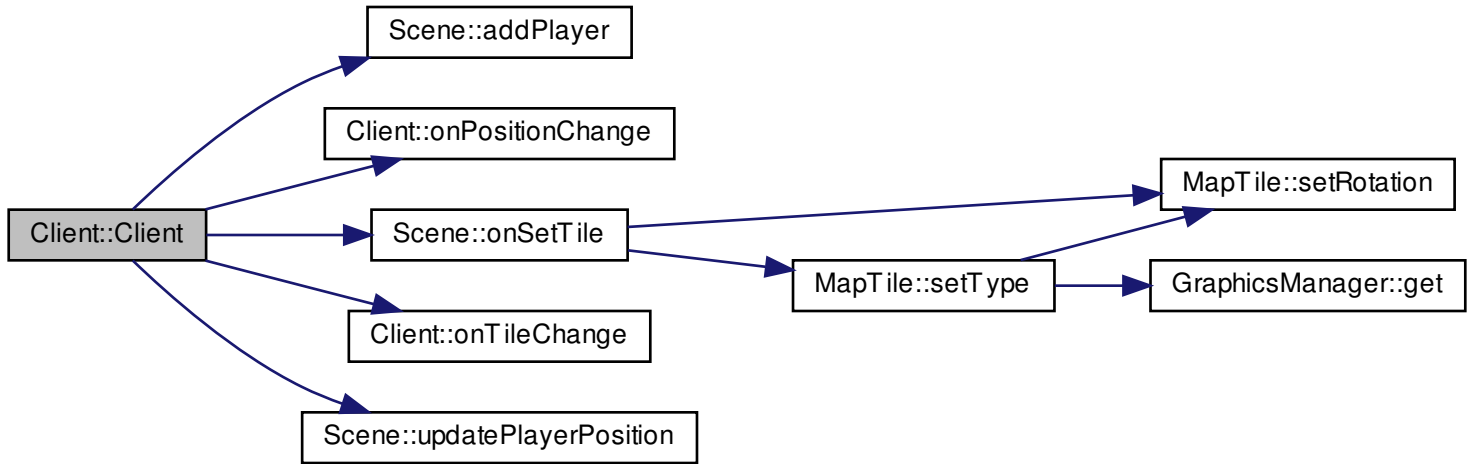 Client::Client
Scene::addPlayer
Client::onPositionChange
Scene::onSetTile
Client::onTileChange
Scene::updatePlayerPosition
MapTile::setType
MapTile::setRotation
GraphicsManager::get